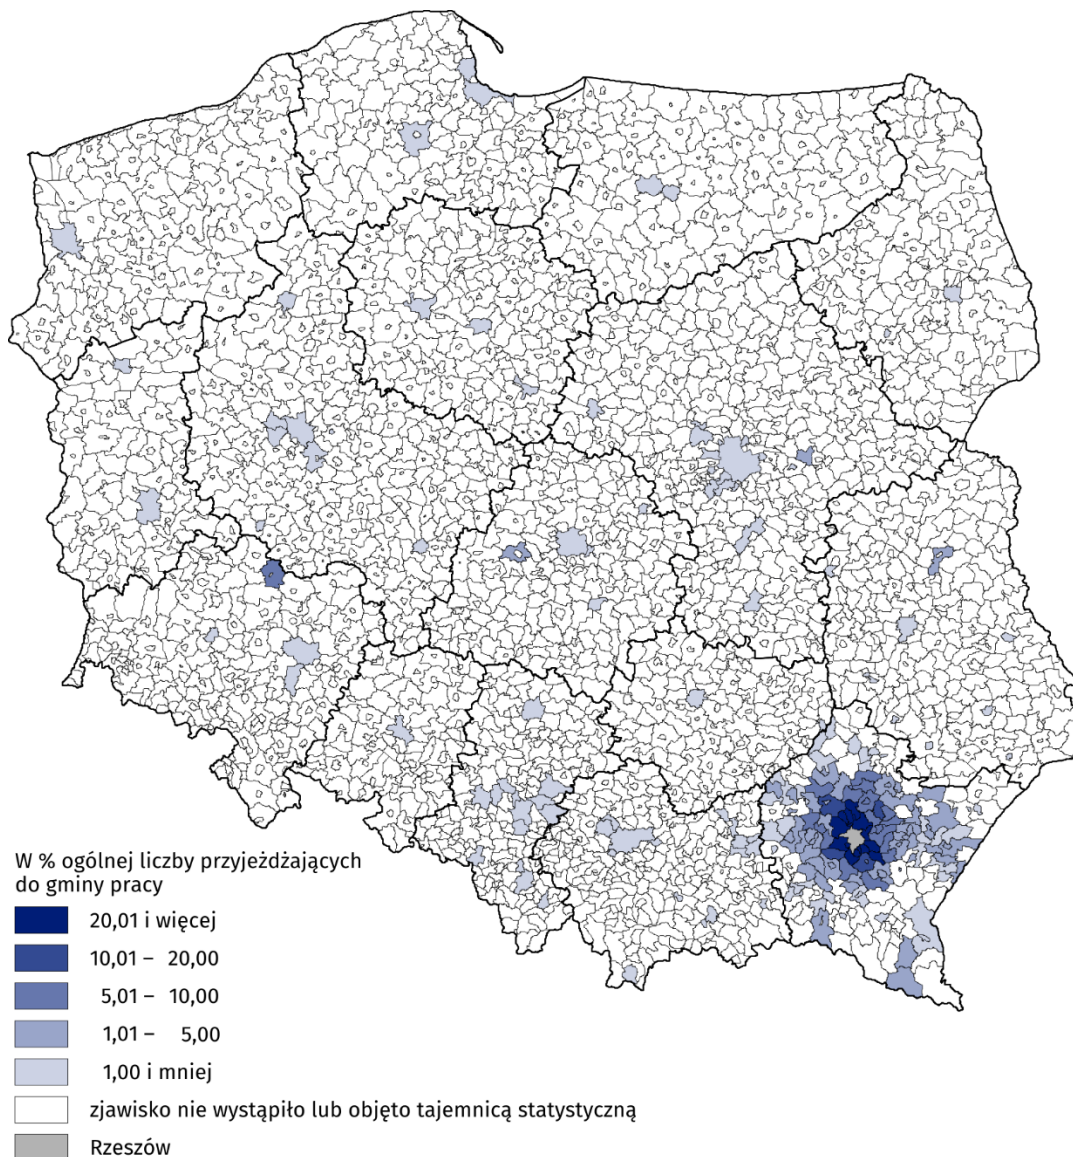 W % ogólnej liczby przyjeżdżających
do gminy pracy
20,01 i więcej
10,01 – 20,00
5,01 – 10,00
1,01 – 5,00
1,00 i mniej
zjawisko nie wystąpiło lub objęto tajemnicą statystyczną
Rzeszów